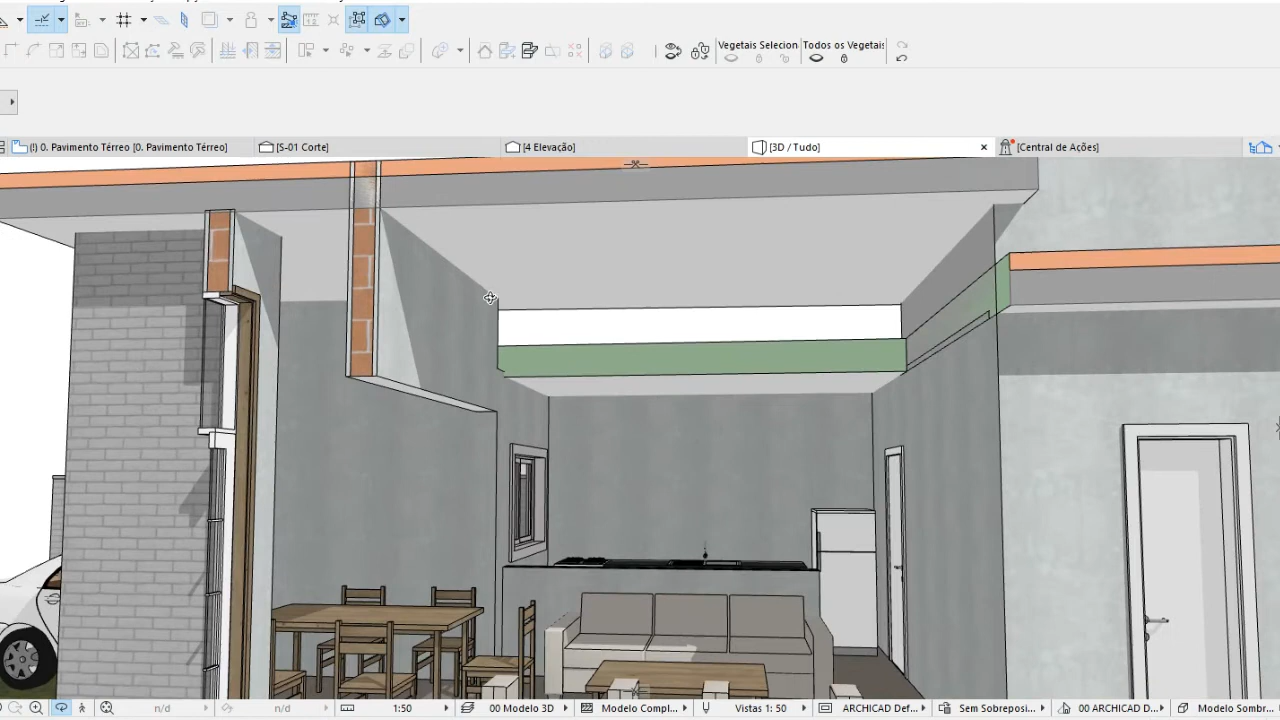 Vegetais Selecion
Todos os Vegetais
(!) 0. Pavimento Térreo [0. Pavimento Térreo]
[S-01 Corte]
[4 Elevação]
[3D / Tudo]
[Central de Ações]
n/d
n/d
1:50
00 Modelo 3D
Modelo Compl...
Vistas 1: 50
ARCHICAD Def...
Sem Sobreposi...
00 ARCHICAD D...
Modelo Sombr